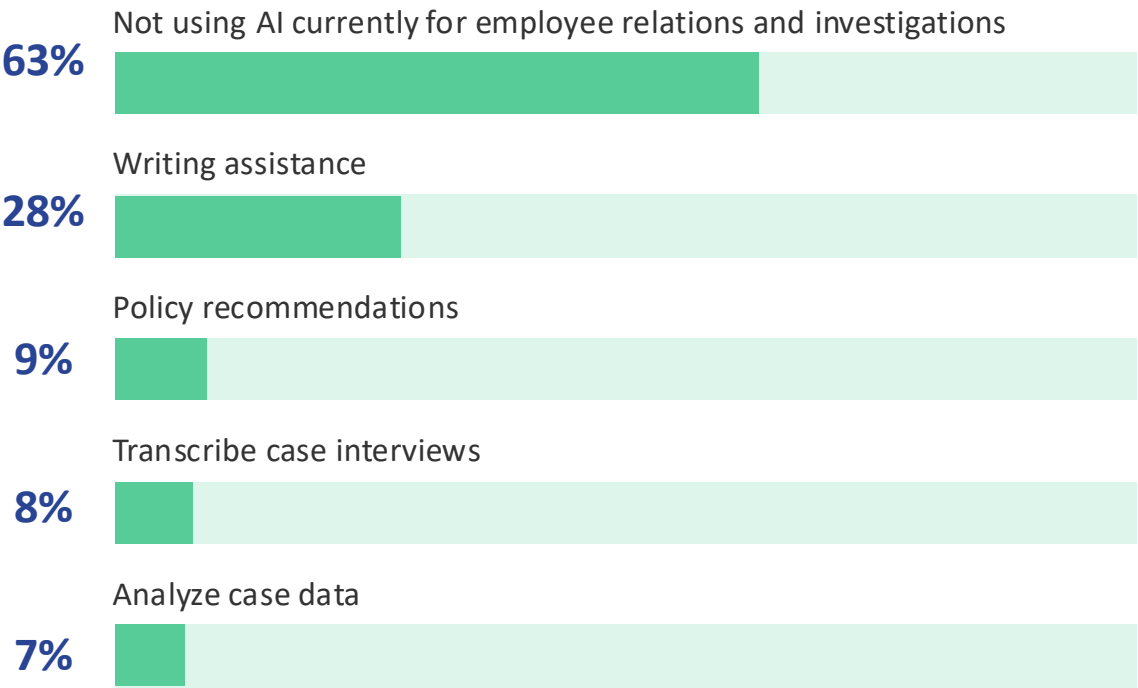 Not using AI currently for employee relations and investigations
63%
Writing assistance
28%
Policy recommendations
9%
Transcribe case interviews
8%
Analyze case data
7%